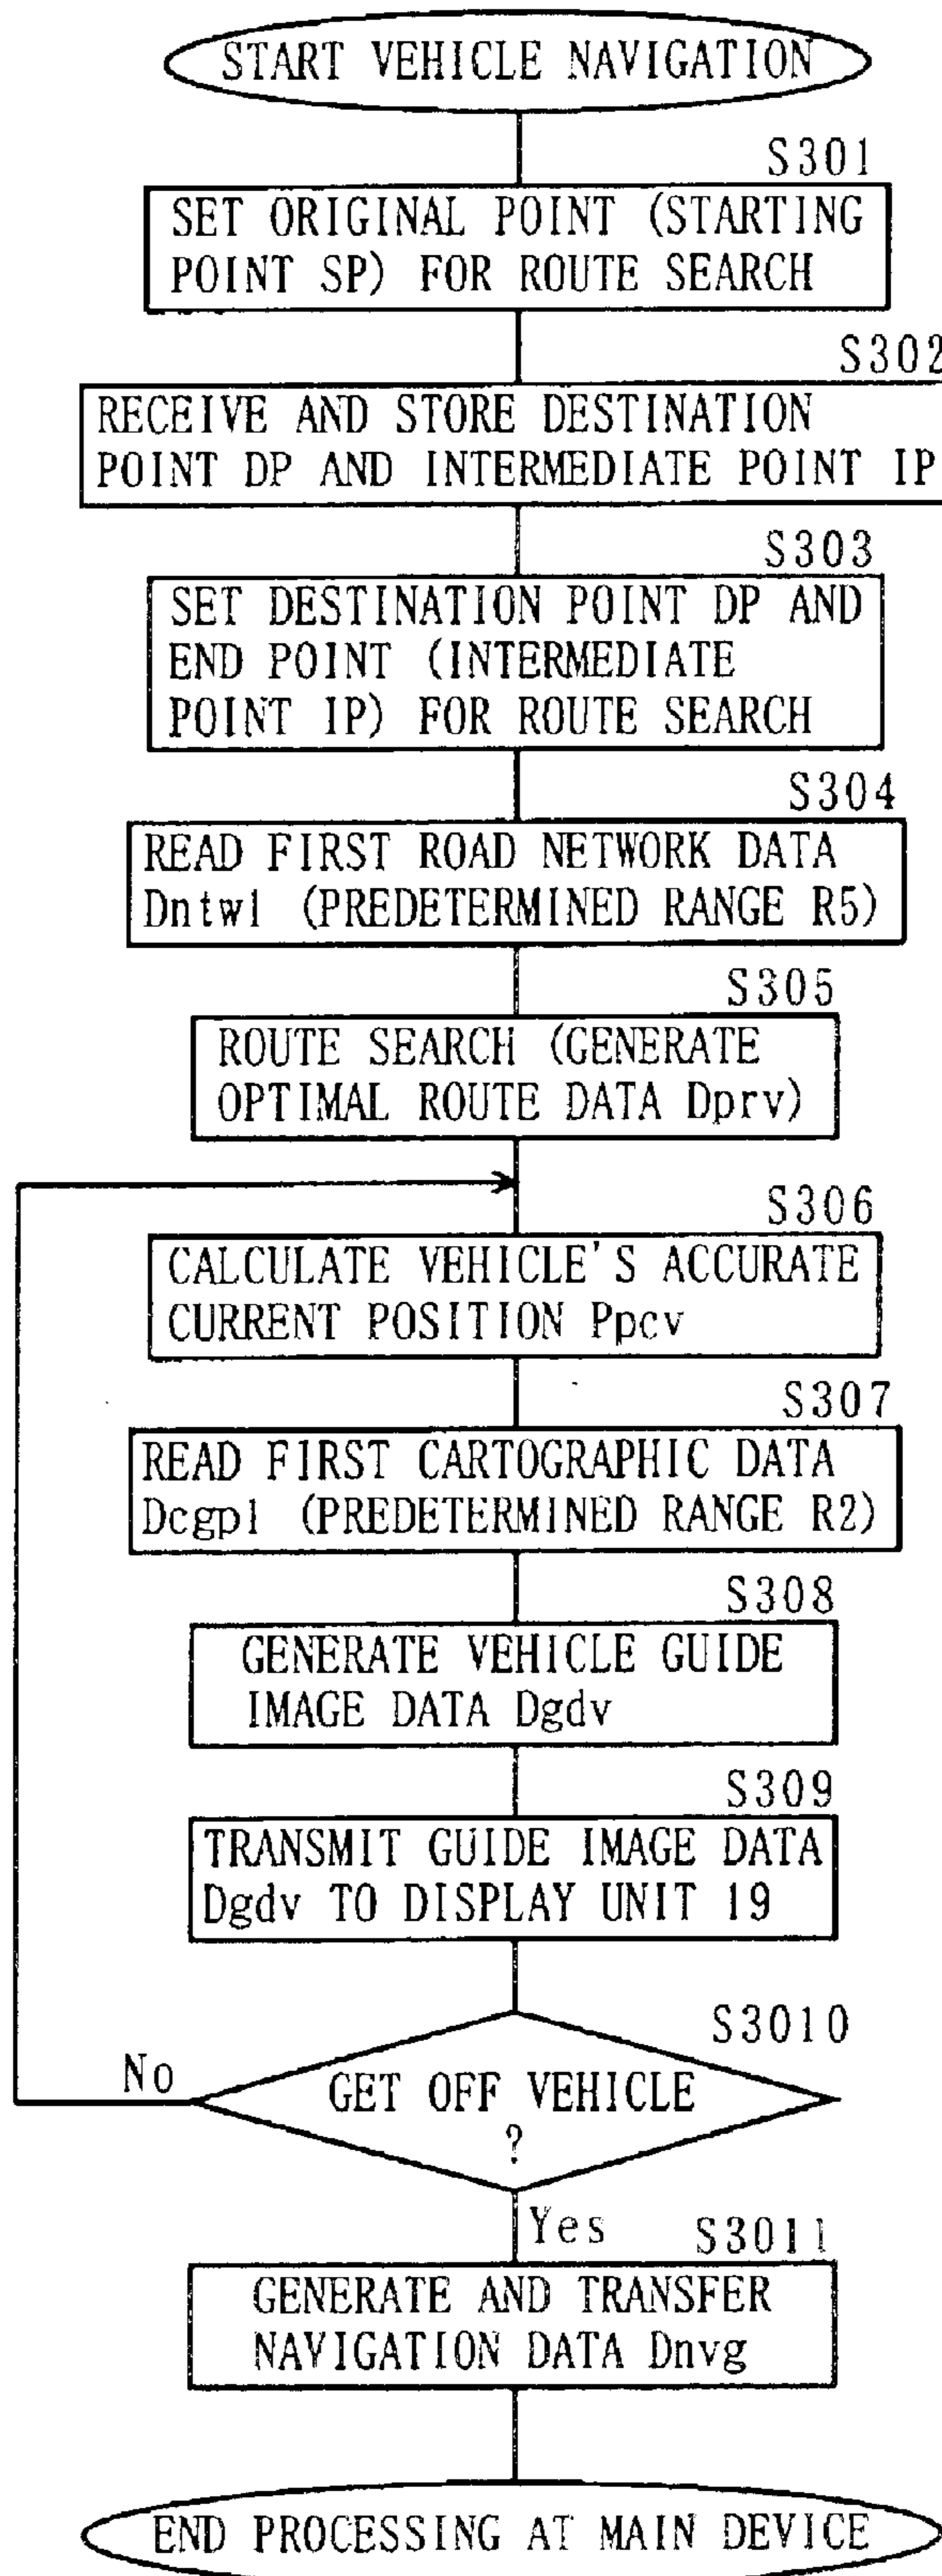 START VEHICLE NAVIGATION
S301
SET ORIGINAL POINT (STARTING
POINT SP) FOR ROUTE SEARCH
S302
RECEIVE AND STORE DESTINATION
POINT DP AND INTERMEDIATE POINT IP
S303
SET DESTINATION POINT DP AND
END POINT (INTERMEDIATE
POINT IP) FOR ROUTE SEARCH
S304
READ FIRST ROAD NETWORK DATA
Dntw1 (PREDETERMINED RANGE R5)
S305
ROUTE SEARCH (GENERATE
OPTIMAL ROUTE DATA Dprv)
S306
CALCULATE VEHICLE'S ACCURATE
CURRENT POSITION Ppcv
S307
READ FIRST CARTOGRAPHIC DATA
Dcgp1 (PREDETERMINED RANGE R2)
S308
GENERATE VEHICLE GUIDE
IMAGE DATA Dgdv
S309
TRANSMIT GUIDE IMAGE DATA
Dgdv TO DISPLAY UNIT 19
S3010
No
GET OFF VEHICLE
?
Yes
S3011
GENERATE AND TRANSFER
NAVIGATION DATA Dnvg
END PROCESSING AT MAIN DEVICE